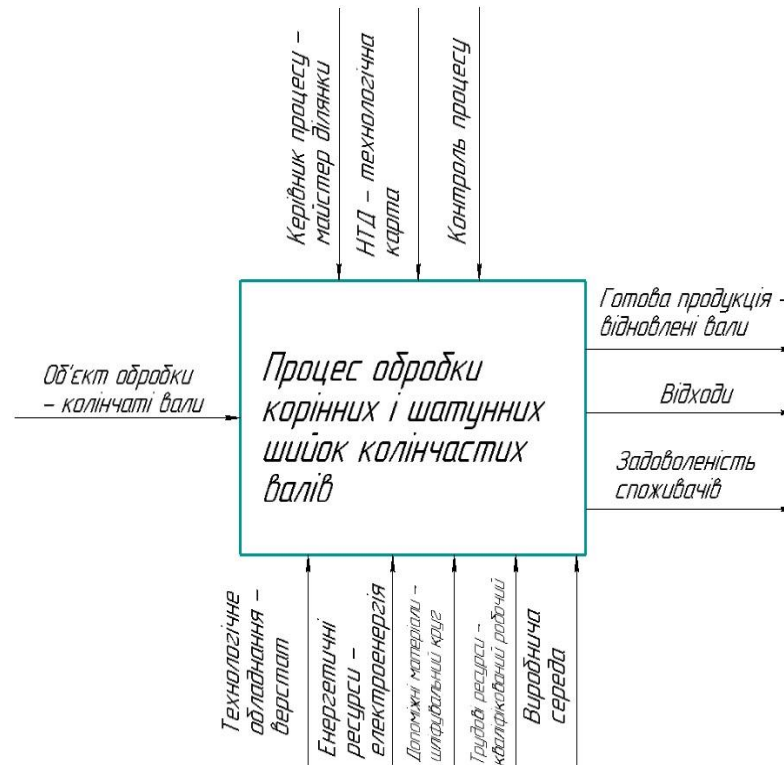 Керівник процесу –
майстер ділянки
НТД – технологічна
карта
Контроль процесу
Об'єкт обробки
– колінчаті вали
Процес обробки
корінних і шатунних
шийок колінчастих
валів
Готова продукція –
відновлені вали
Відходи
Задоволеність
споживачів
Технологічне
обладнання –
верстат
Енергетичні
ресурси –
електроенергія
Допоміжні матеріали –
шліфувальний круг
Трудові ресурси –
кваліфікований робочий
Виробнича
середа